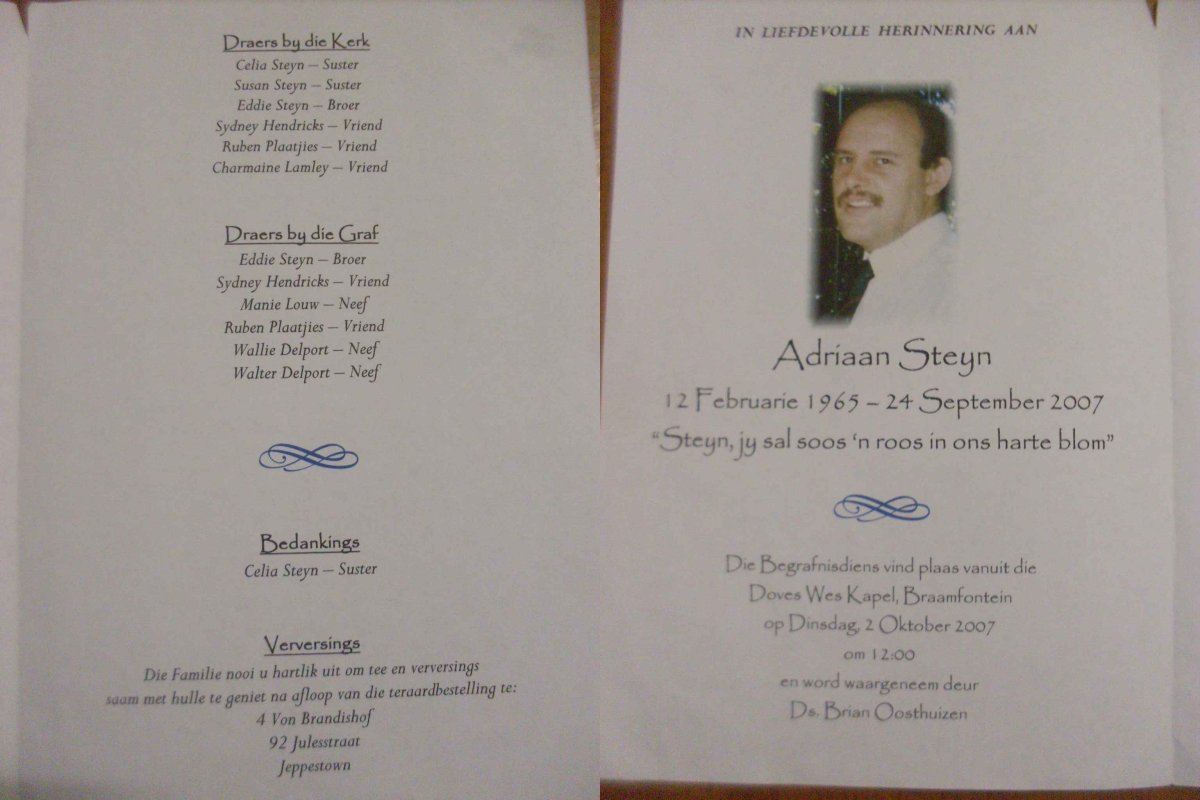 Draers by die Kerk
Celia Steyn – Suster
Susan Steyn – Suster
Eddie Steyn – Broer
Sydney Hendricks – Vriend
Ruben Plaatjies – Vriend
Charmaine Lamley – Vriend
Draers by die Graf
Eddie Steyn – Broer
Sydney Hendricks – Vriend
Manie Louw – Neef
Ruben Plaatjies – Vriend
Wallie Delport – Neef
Walter Delport – Neef
Bedankings
Celia Steyn – Suster
Verversings
Die Familie nooi u hartlik uit om tee en verversings
saam met hulle te geniet na afloop van die teraardbestelling te:
4 Von Brandishof
92 Julesstraat
Jeppestown
IN LIEFDEVOLLE HERINNERING AAN
Adriaan Steyn
12 Februarie 1965 – 24 September 2007
“Steyn, jy sal soos ‘n roos in ons harte blom”
Die Begrafnisdiens vind plaas vanuit die
Doves Wes Kapel, Braamfontein
op Dinsdag, 2 Oktober 2007
om 12:00
en word waargeneem deur
Ds. Brian Oosthuizen